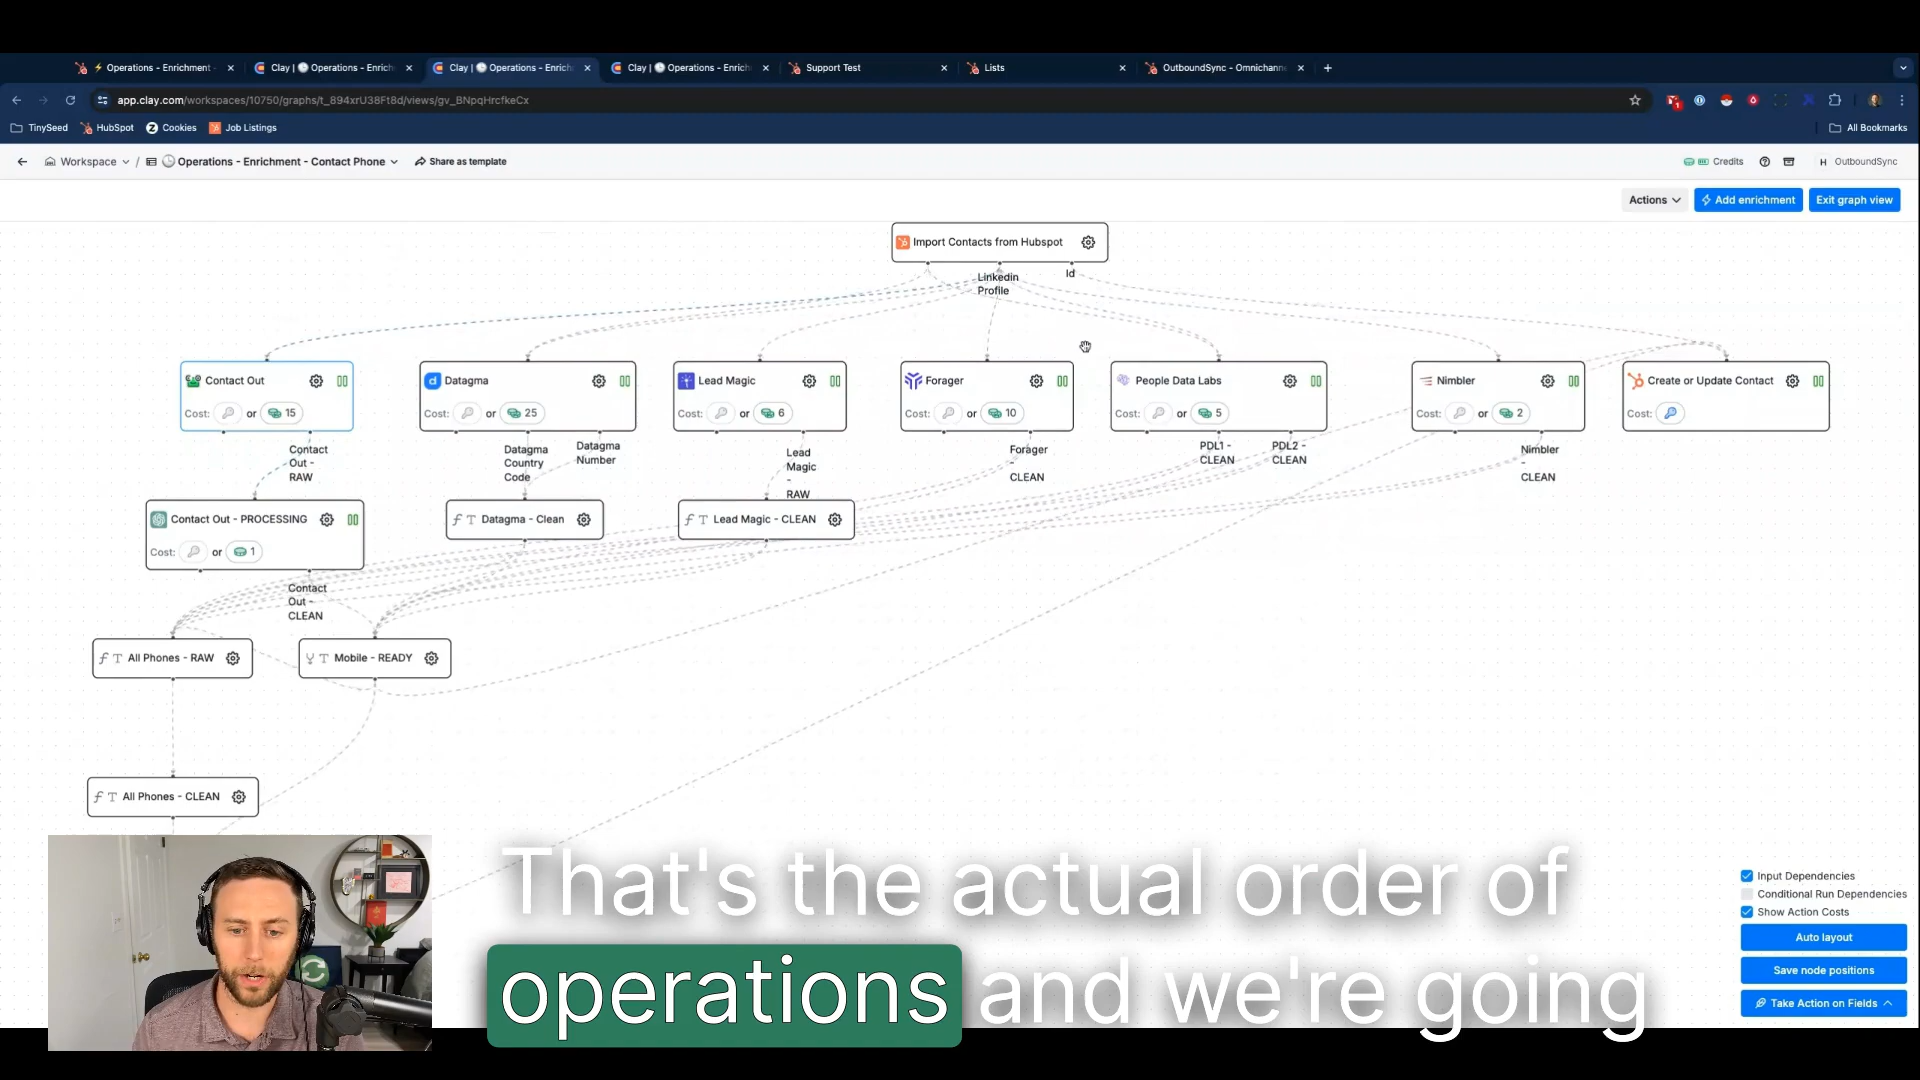 ⚡ Operations - Enrichment -
Clay | 🕒 Operations - Enrich
Clay | 🕒 Operations - Enrich
Clay | 🕒 Operations - Enrich
Support Test
Lists
OutboundSync - Omnichann
app.clay.com/workspaces/10750/graphs/t_894xrU38Ft8d/views/gv_BNpqHrcfkeCx
TinySeed
HubSpot
Cookies
Job Listings
All Bookmarks
Workspace / 🕒 Operations - Enrichment - Contact Phone
Share as template
Credits
H OutboundSync
Actions
Add enrichment
Exit graph view
Import Contacts from Hubspot
Linkedin
Profile
Id
Contact Out
Cost: or 15
Datagma
Cost: or 25
Lead Magic
Cost: or 6
Forager
Cost: or 10
People Data Labs
Cost: or 5
Nimbler
Cost: or 2
Create or Update Contact
Cost:
Contact
Out -
RAW
Datagma
Country
Code
Datagma
Number
Lead
Magic
-
RAW
Forager
-
CLEAN
PDL1 -
CLEAN
PDL2 -
CLEAN
Nimbler
-
CLEAN
Contact Out - PROCESSING
Cost: or 1
Datagma - Clean
Lead Magic - CLEAN
Contact
Out -
CLEAN
All Phones - RAW
Mobile - READY
All Phones - CLEAN
Input Dependencies
Conditional Run Dependencies
Show Action Costs
Auto layout
Save node positions
Take Action on Fields
That's the actual order of
operations and we're going